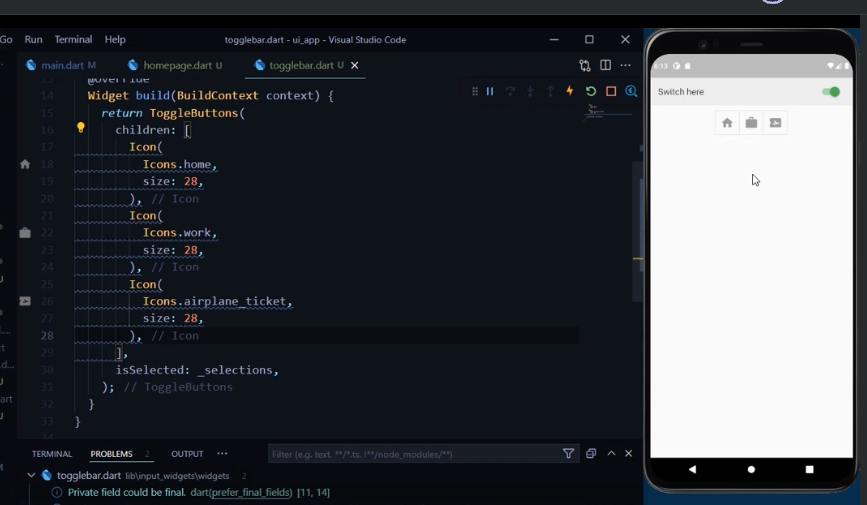 Go Run Terminal Help togglebar.dart - ui_app - Visual Studio Code
main.dart M homepage.dart U togglebar.dart U
13 @override
14 Widget build(BuildContext context) {
15 return ToggleButtons(
16 children: [
17 Icon(
18 Icons.home,
19 size: 28,
20 ), // Icon
21 Icon(
22 Icons.work,
23 size: 28,
24 ), // Icon
25 Icon(
26 Icons.airplane_ticket,
27 size: 28,
28 ), // Icon
29 ],
30 isSelected: _selections,
31 ); // ToggleButtons
32 }
33 }
34
TERMINAL PROBLEMS 2 OUTPUT ... Filter (e.g. text, **/*.ts, !**/node_modules/**)
togglebar.dart lib\input_widgets\widgets 2
Private field could be final. dart(prefer_final_fields) [11, 14]
Switch here